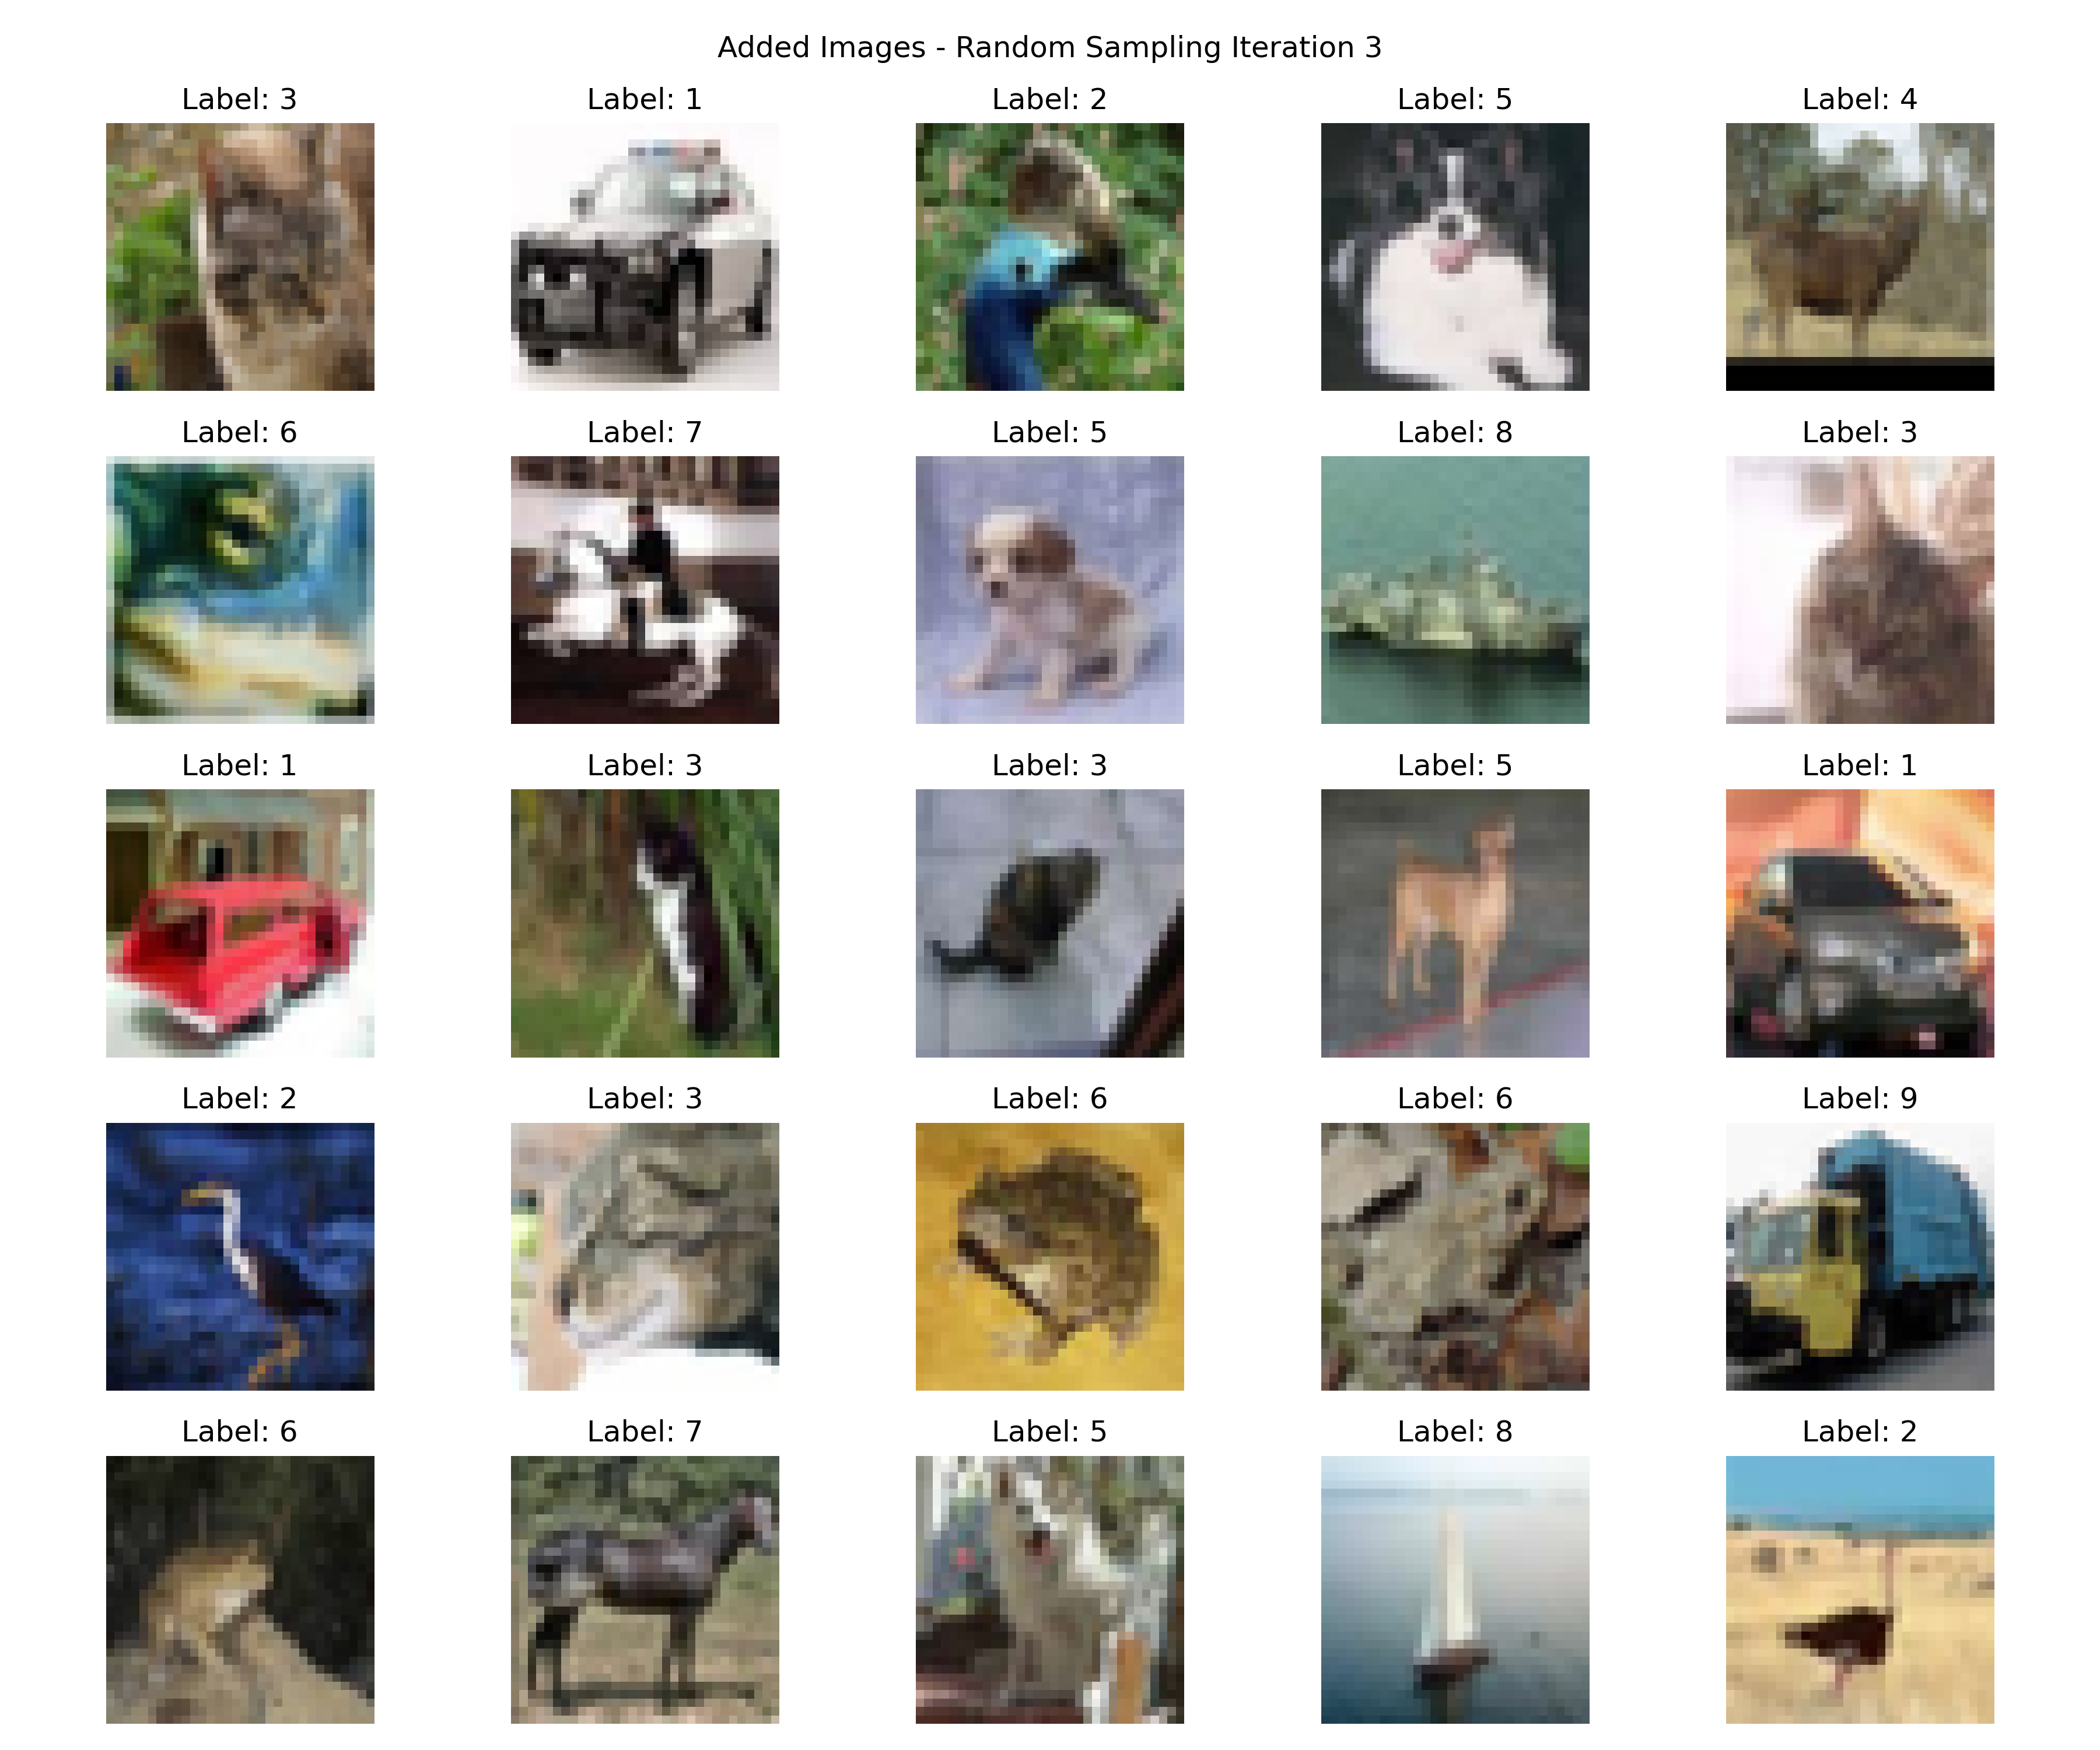 Added Images - Random Sampling Iteration 3
Label: 3 Label: 1 Label: 2 Label: 5 Label: 4
Label: 6 Label: 7 Label: 5 Label: 8 Label: 3
Label: 1 Label: 3 Label: 3 Label: 5 Label: 1
Label: 2 Label: 3 Label: 6 Label: 6 Label: 9
Label: 6 Label: 7 Label: 5 Label: 8 Label: 2